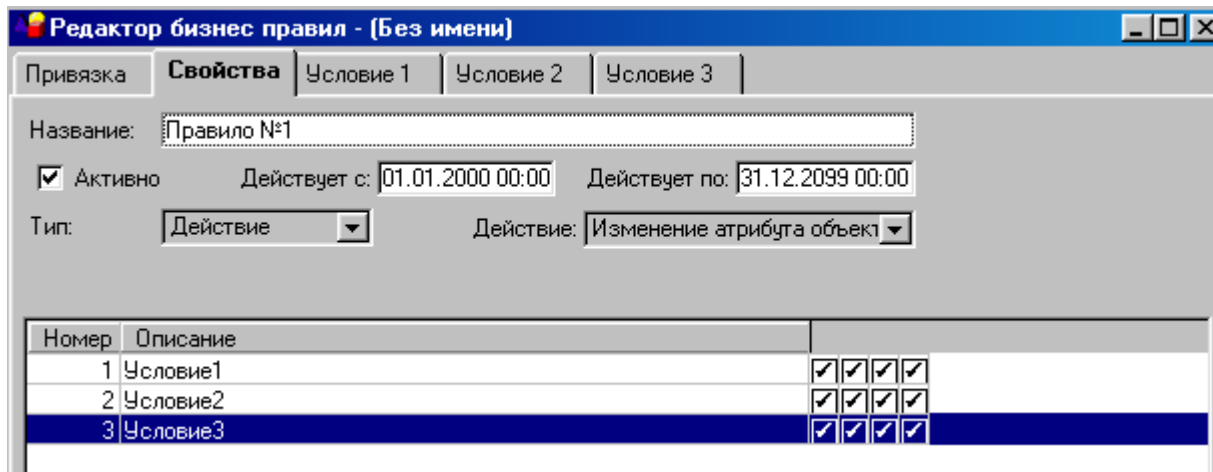 Редактор бизнес правил - (Без имени)
Привязка Свойства Условие 1 Условие 2 Условие 3
Название: Правило №1
Активно Действует с: 01.01.2000 00:00 Действует по: 31.12.2099 00:00
Тип: Действие Действие: Изменение атрибута объект
Номер Описание
1 Условие1
2 Условие2
3 Условие3